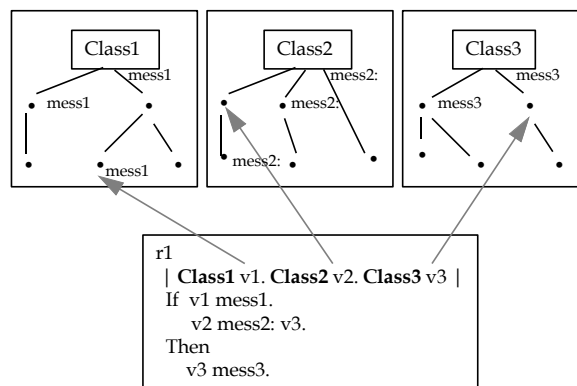 Class1
Class2
Class3
mess1
mess2:
mess3
mess1
mess2:
mess3
mess1
mess2:
r1
| Class1 v1. Class2 v2. Class3 v3 |
If v1 mess1.
v2 mess2: v3.
Then
v3 mess3.